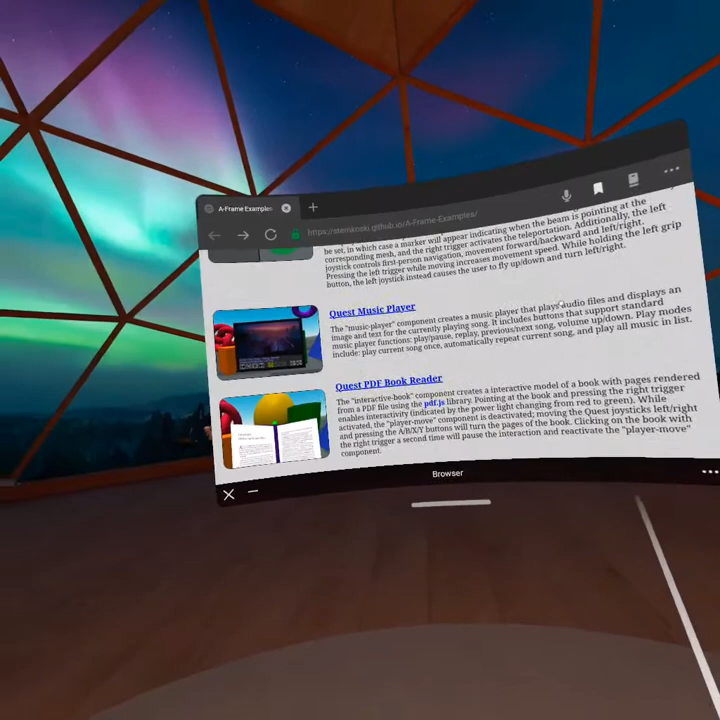 A-Frame Examples
https://stemkoski.github.io/A-Frame-Examples/
be set, in which case a marker will appear indicating when the beam is pointing at the
corresponding mesh, and the right trigger activates the teleportation. Additionally, the left
joystick controls first-person navigation, movement forward/backward and left/right.
Pressing the left trigger while moving increases movement speed. While holding the left grip
button, the left joystick instead causes the user to fly up/down and turn left/right.
Quest Music Player
The "music-player" component creates a music player that plays audio files and displays an
image and text for the currently playing song. It includes buttons that support standard
music player functions: play/pause, replay, previous/next song, volume up/down. Play modes
include: play current song once, automatically repeat current song, and play all music in list.
Quest PDF Book Reader
The "interactive-book" component creates a interactive model of a book with pages rendered
from a PDF file using the pdf.js library. Pointing at the book and pressing the right trigger
enables interactivity (indicated by the power light changing from red to green). While
activated, the "player-move" component is deactivated; moving the Quest joysticks left/right
and pressing the A/B/X/Y buttons will turn the pages of the book. Clicking on the book with
the right trigger a second time will pause the interaction and reactivate the "player-move"
component.
Browser